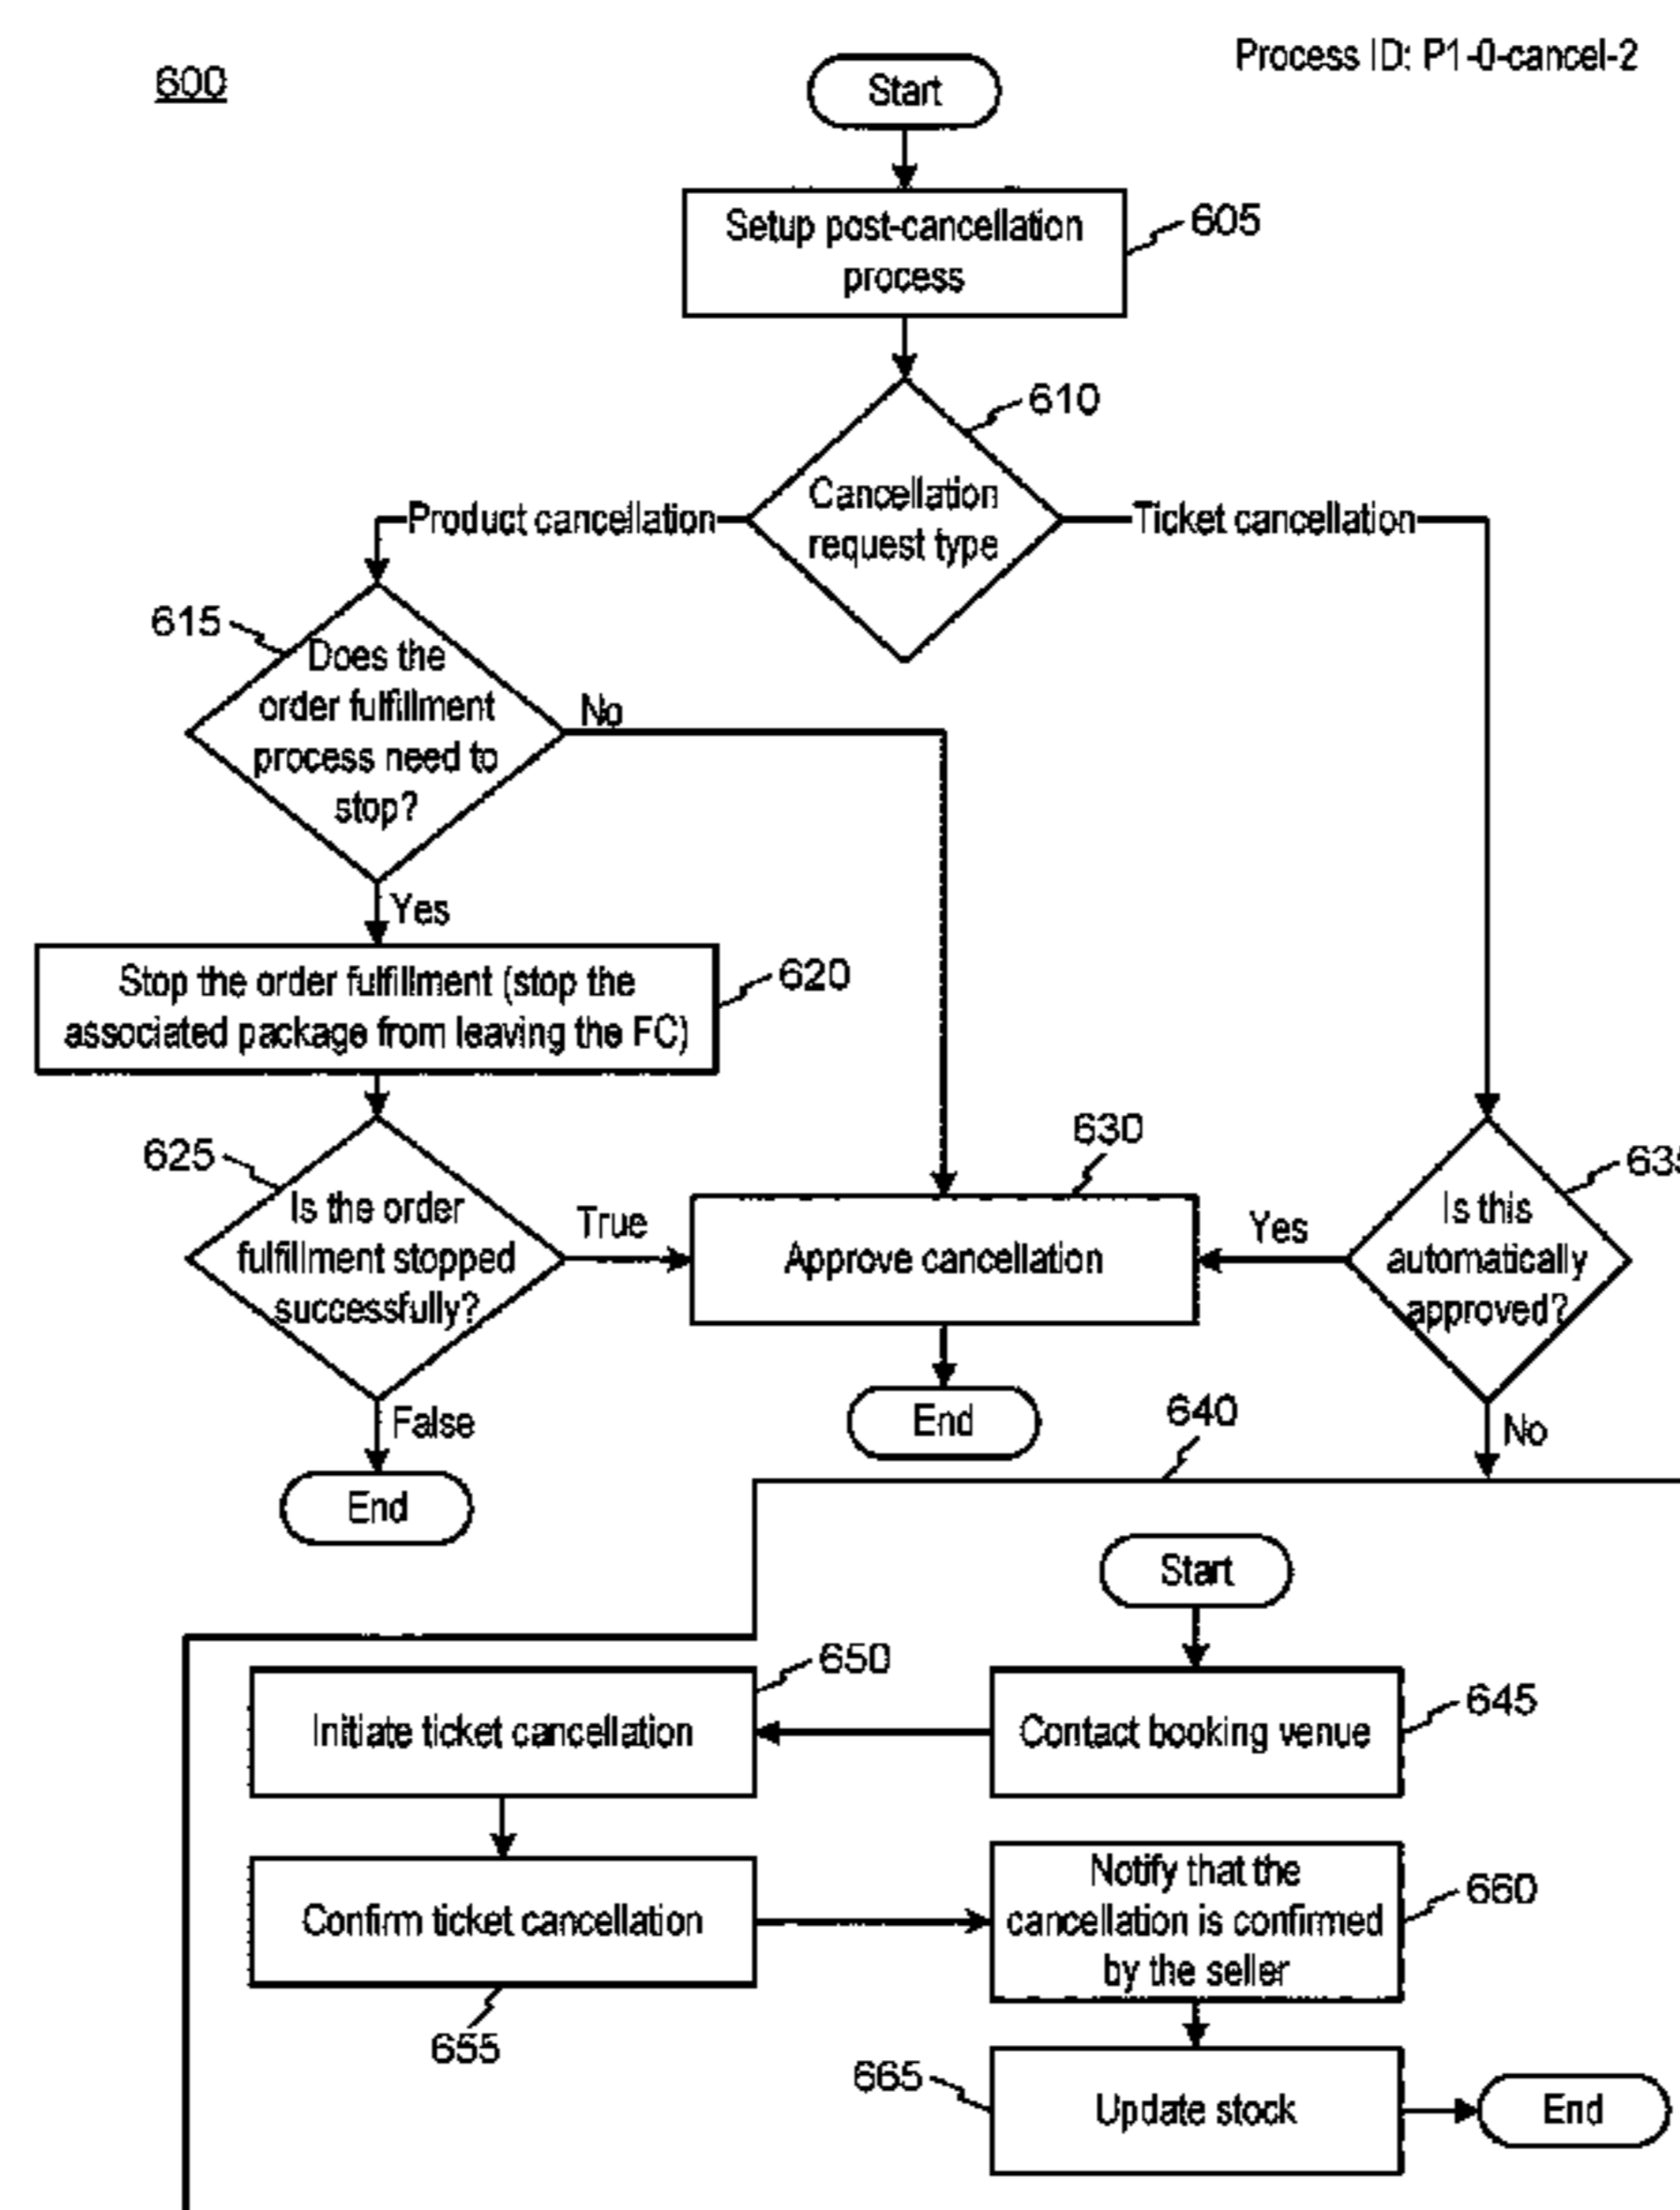 Process ID: P1-0-cancel-2
600
Start
Setup post-cancellation
process
605
610
Cancellation
request type
Product cancellation
Ticket cancellation
615
Does the
order fulfillment
process need to
stop?
No
Yes
620
Stop the order fulfillment (stop the
associated package from leaving the FC)
625
Is the order
fulfillment stopped
successfully?
True
False
End
630
Approve cancellation
End
Yes
Is this
automatically
approved?
No
640
Start
645
Contact booking venue
650
Initiate ticket cancellation
Confirm ticket cancellation
655
Notify that the
cancellation is confirmed
by the seller
660
665
Update stock
End